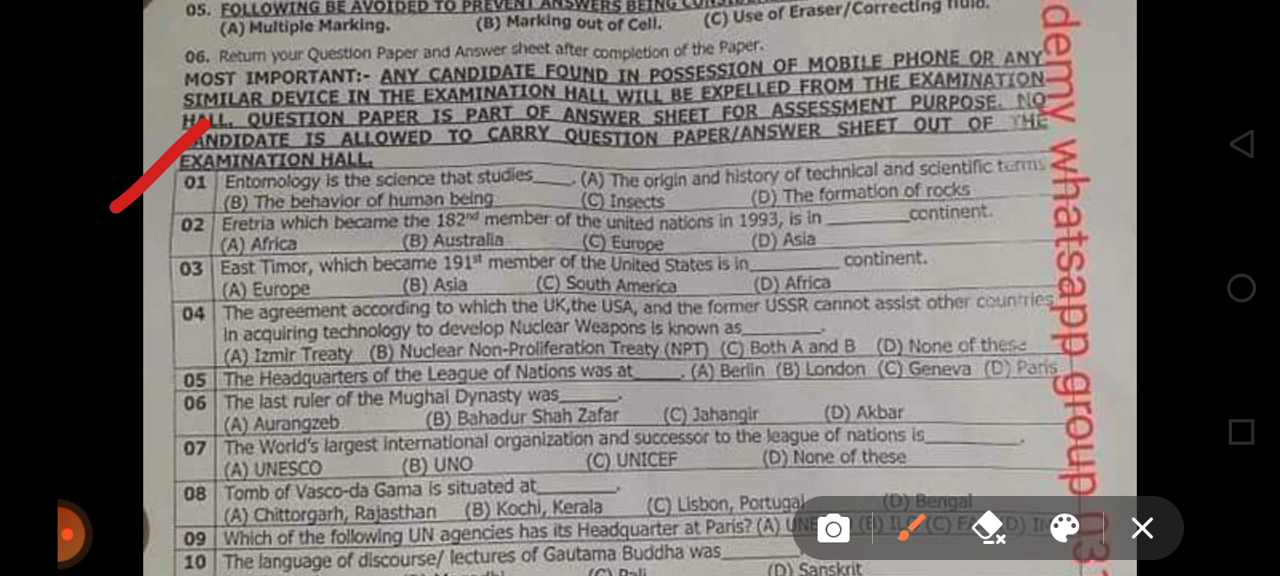 05. FOLLOWING BE AVOIDED TO PREVENT ANSWERS BEING
(A) Multiple Marking. (B) Marking out of Cell. (C) Use of Eraser/Correcting fluid.
06. Return your Question Paper and Answer sheet after completion of the Paper.
MOST IMPORTANT:- ANY CANDIDATE FOUND IN POSSESSION OF MOBILE PHONE OR ANY
SIMILAR DEVICE IN THE EXAMINATION HALL WILL BE EXPELLED FROM THE EXAMINATION
HALL. QUESTION PAPER IS PART OF ANSWER SHEET FOR ASSESSMENT PURPOSE. NO
CANDIDATE IS ALLOWED TO CARRY QUESTION PAPER/ANSWER SHEET OUT OF THE
EXAMINATION HALL.
01 Entomology is the science that studies____. (A) The origin and history of technical and scientific terms
(B) The behavior of human being (C) Insects (D) The formation of rocks
02 Eretria which became the 182nd member of the united nations in 1993, is in ________continent.
(A) Africa (B) Australia (C) Europe (D) Asia
03 East Timor, which became 191st member of the United States is in_________ continent.
(A) Europe (B) Asia (C) South America (D) Africa
04 The agreement according to which the UK,the USA, and the former USSR cannot assist other countries
in acquiring technology to develop Nuclear Weapons is known as________.
(A) Izmir Treaty (B) Nuclear Non-Proliferation Treaty (NPT) (C) Both A and B (D) None of these
05 The Headquarters of the League of Nations was at_____. (A) Berlin (B) London (C) Geneva (D) Paris
06 The last ruler of the Mughal Dynasty was______.
(A) Aurangzeb (B) Bahadur Shah Zafar (C) Jahangir (D) Akbar
07 The World's largest international organization and successor to the league of nations is_________.
(A) UNESCO (B) UNO (C) UNICEF (D) None of these
08 Tomb of Vasco-da Gama is situated at________.
(A) Chittorgarh, Rajasthan (B) Kochi, Kerala (C) Lisbon, Portugal (D) Bengal
09 Which of the following UN agencies has its Headquarter at Paris? (A)
10 The language of discourse/ lectures of Gautama Buddha was________.
(C) Pali (D) Sanskrit
demy whatsapp group 03